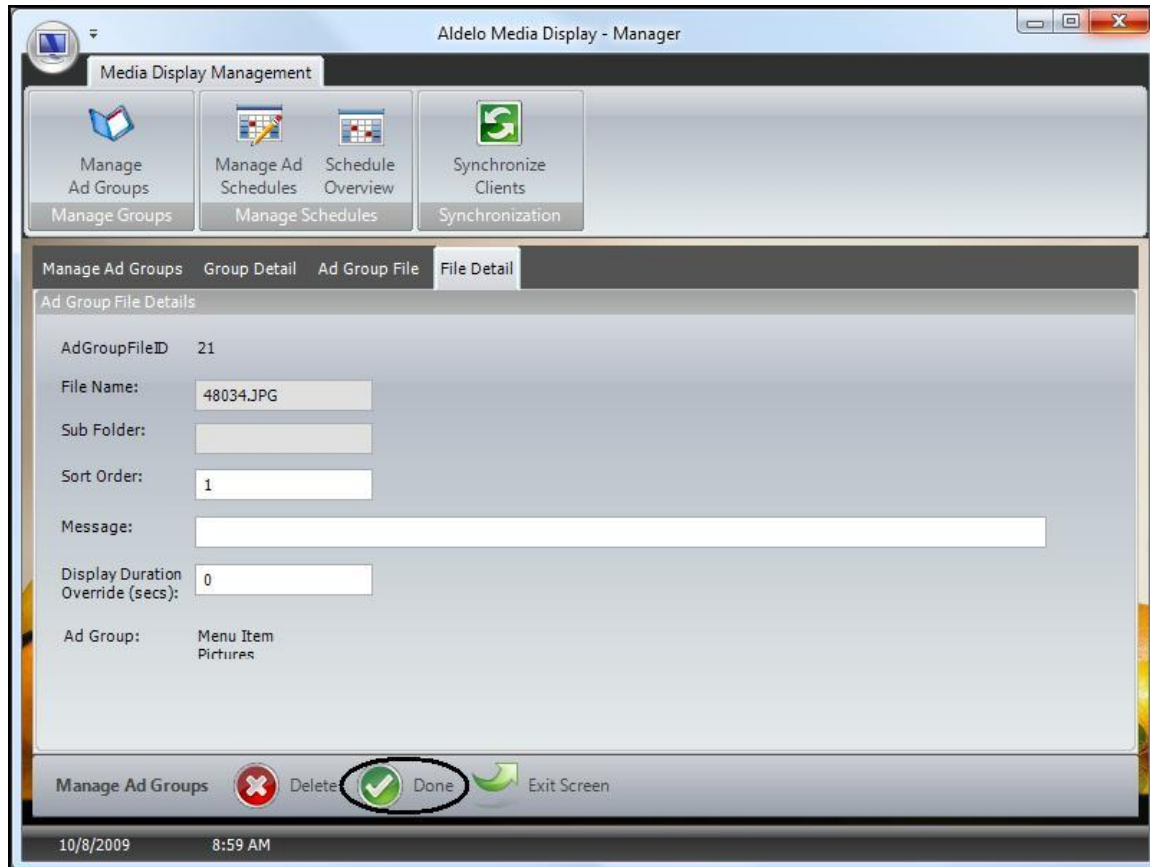 Aldelo Media Display - Manager
Media Display Management
Manage
Ad Groups
Manage Ad
Schedules
Schedule
Overview
Synchronize
Clients
Manage Groups
Manage Schedules
Synchronization
Manage Ad Groups Group Detail Ad Group File File Detail
Ad Group File Details
AdGroupFileID 21
File Name: 48034.JPG
Sub Folder:
Sort Order: 1
Message:
Display Duration
Override (secs): 0
Ad Group: Menu Item
Pictures
Manage Ad Groups Delete Done Exit Screen
10/8/2009 8:59 AM